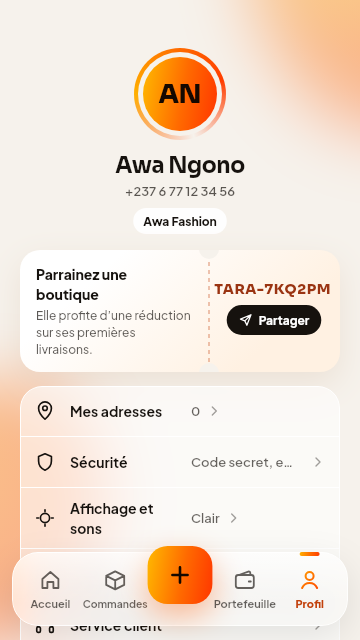 AN
Awa Ngono
+237 6 77 12 34 56
Awa Fashion
Parrainez une
boutique
Elle profite d’une réduction
sur ses premières
livraisons.
TARA-7KQ2PM
Partager
Mes adresses
0
Sécurité
Code secret, e...
Affichage et
sons
Clair
Accueil
Commandes
Portefeuille
Profil
Service client